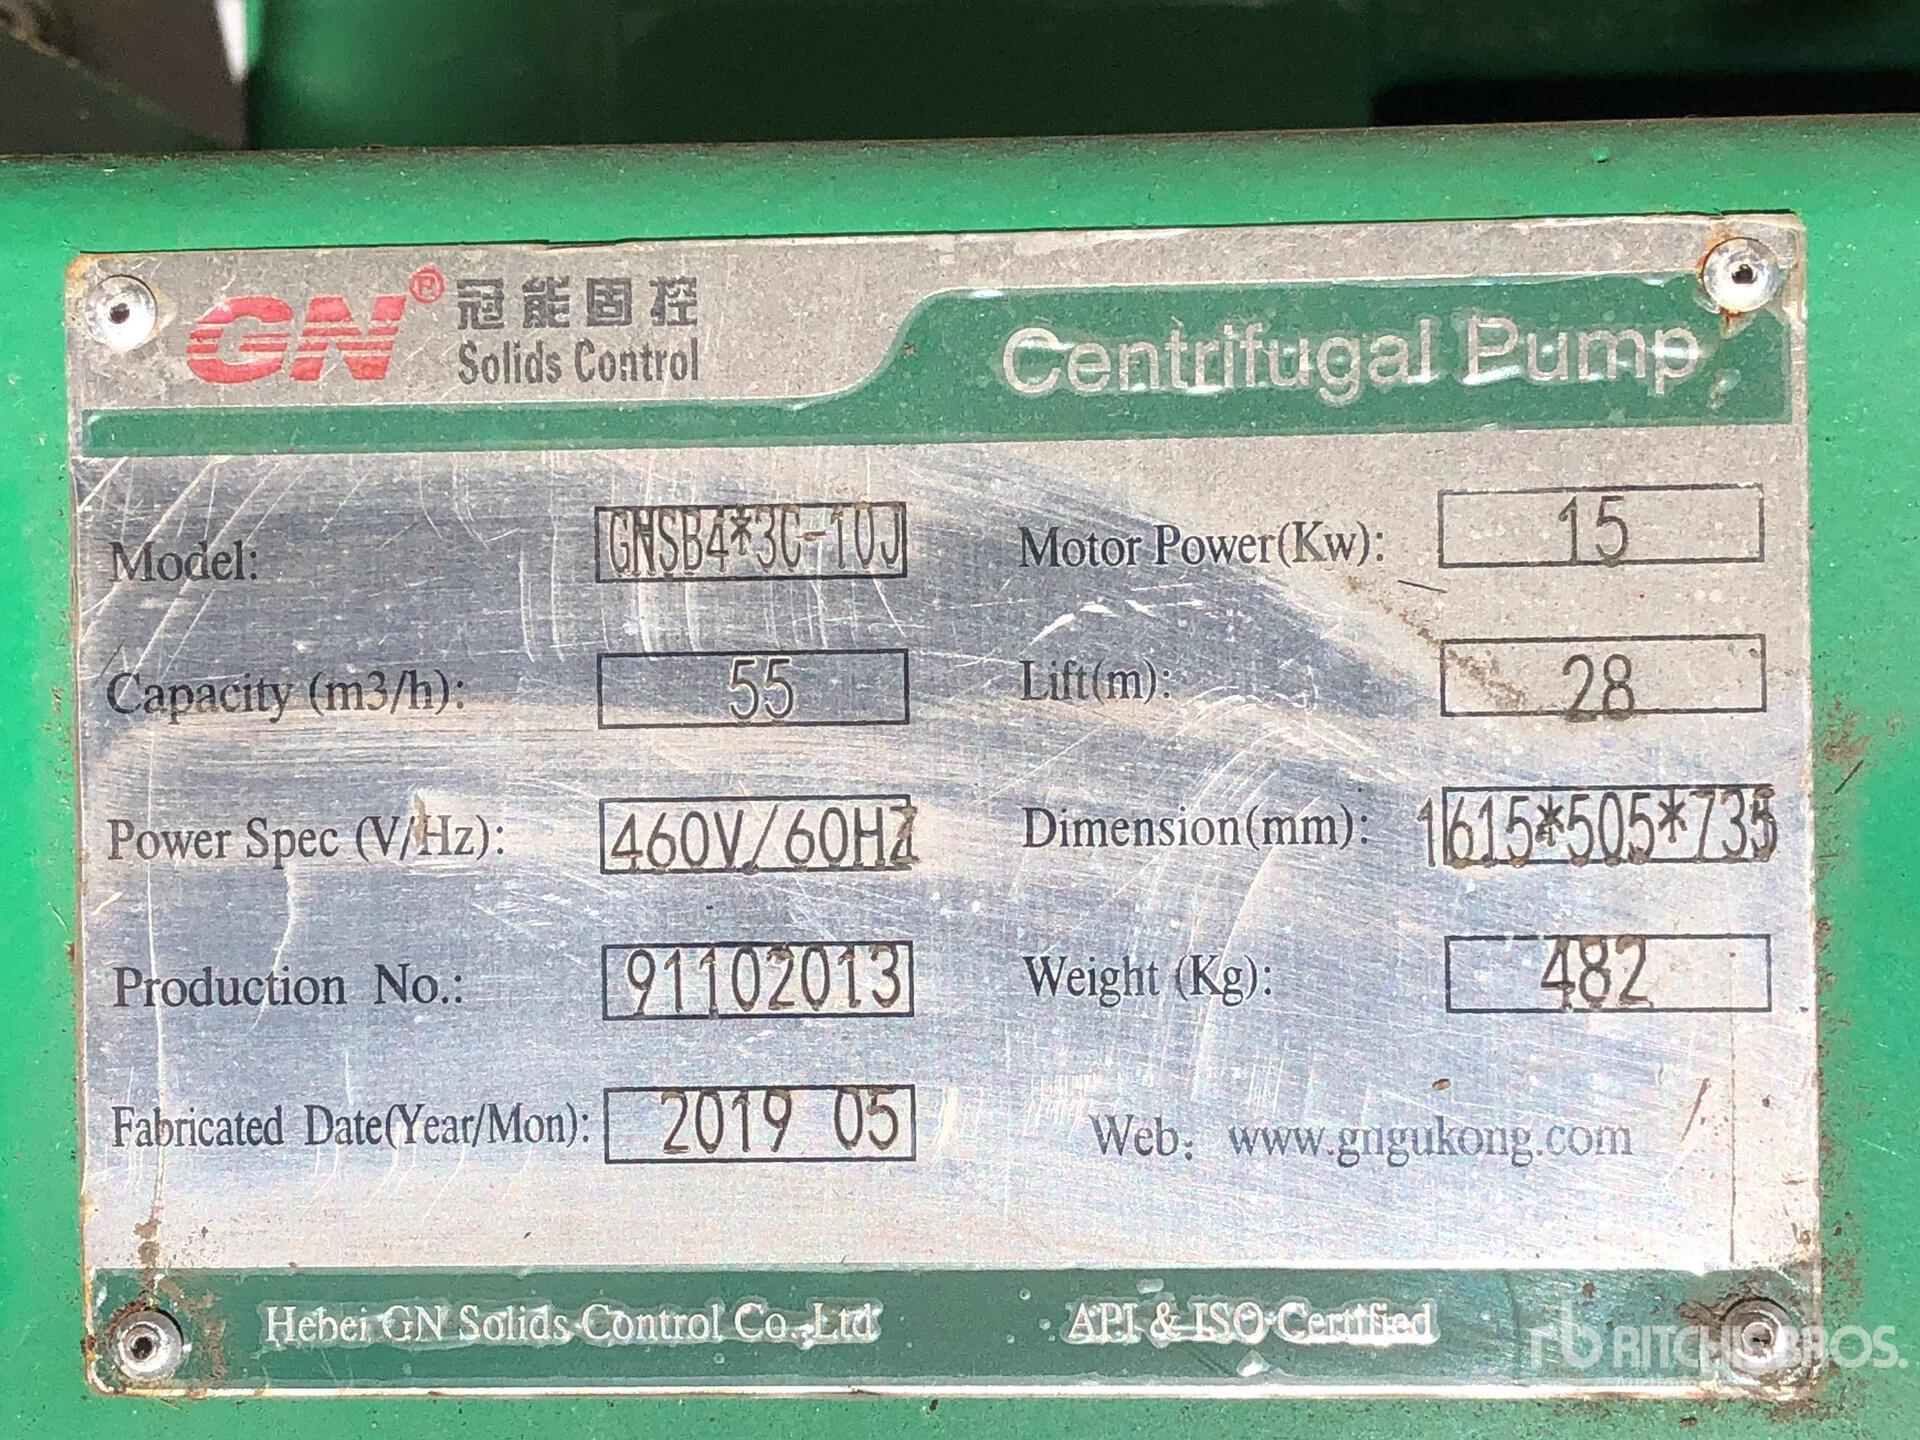 GN® 冠能固控
Solids Control
Centrifugal Pump
Model: GNSB4*3C-10J
Motor Power(Kw): 15
Capacity (m3/h): 55
Lift(m): 28
Power Spec (V/Hz): 460V/60HZ
Dimension(mm): 1615*505*735
Production No.: 91102013
Weight (Kg): 482
Fabricated Date(Year/Mon): 2019 05
Web: www.gngukong.com
Hebei GN Solids Control Co.,Ltd
API & ISO Certified
rb RITCHIE BROS.